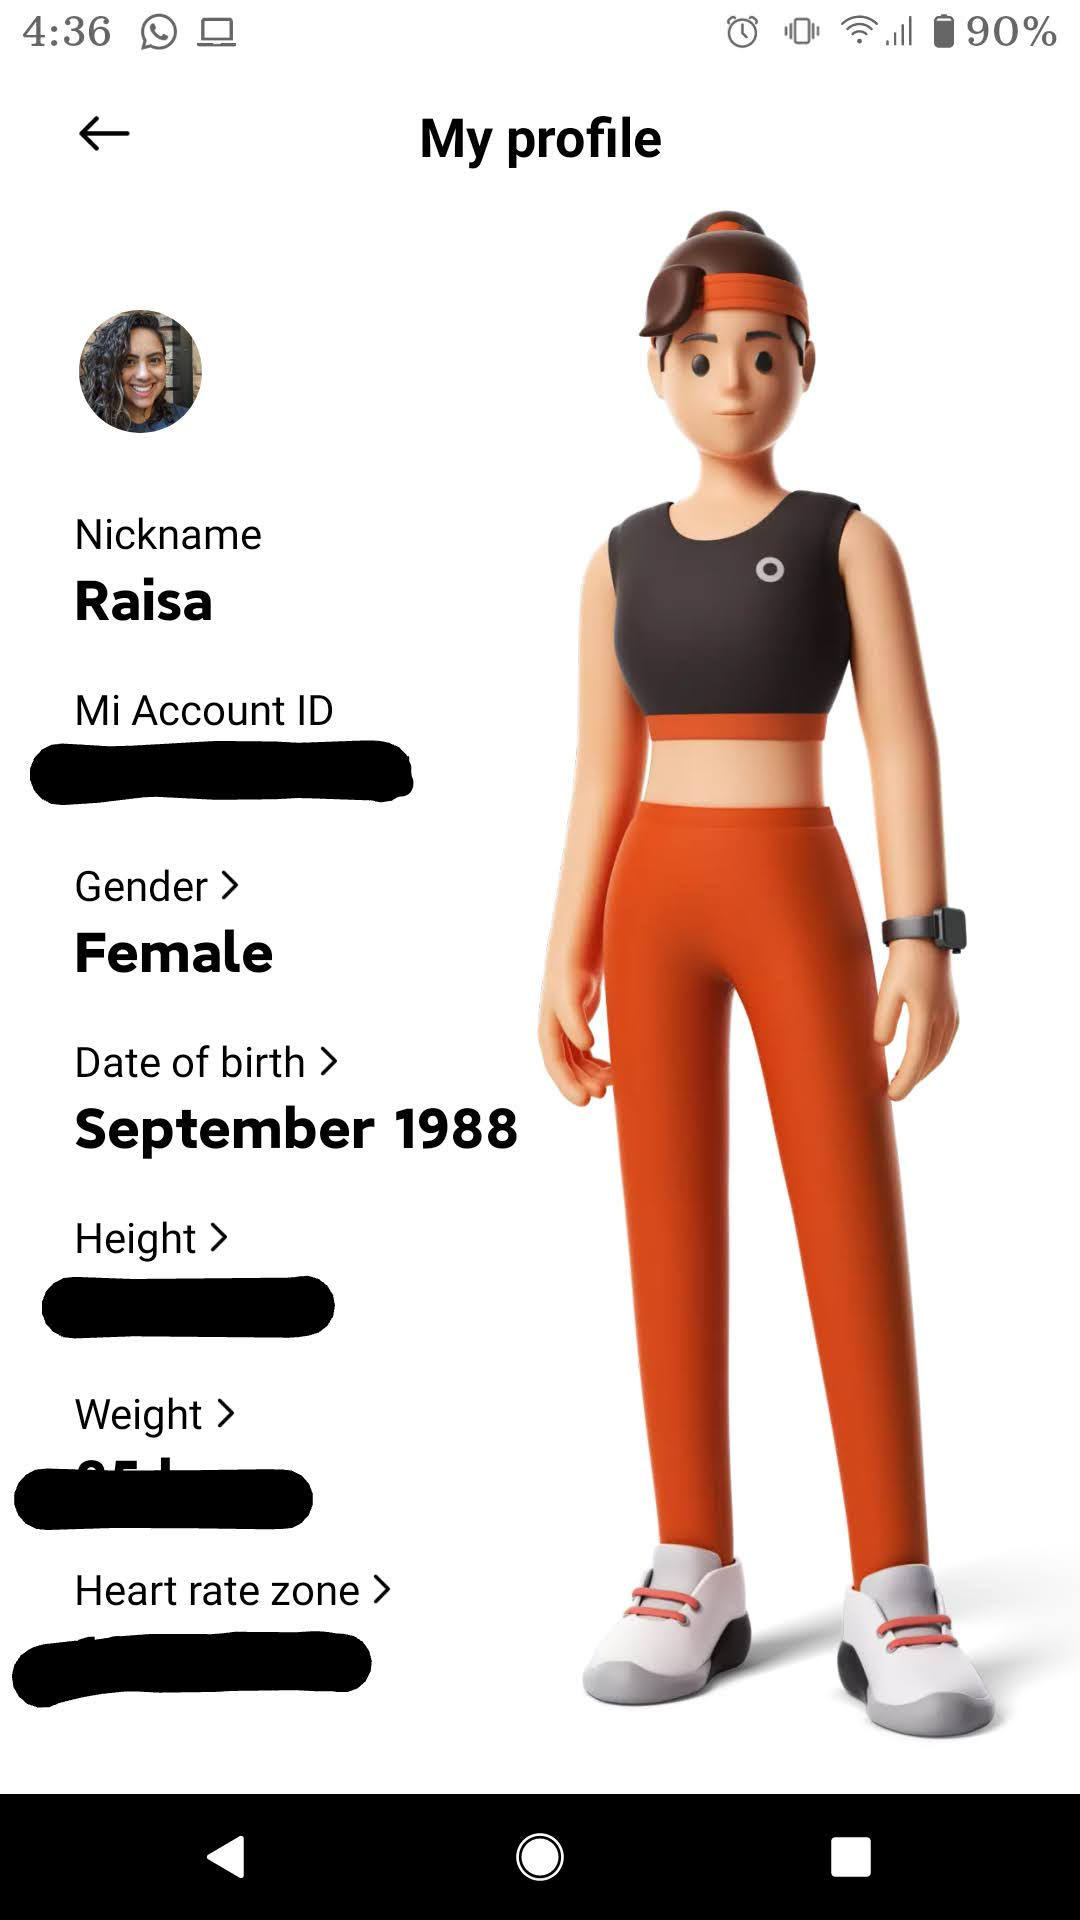 4:36
90%
My profile
Nickname
Raisa
Mi Account ID
Gender
Female
Date of birth
September 1988
Height
Weight
Heart rate zone